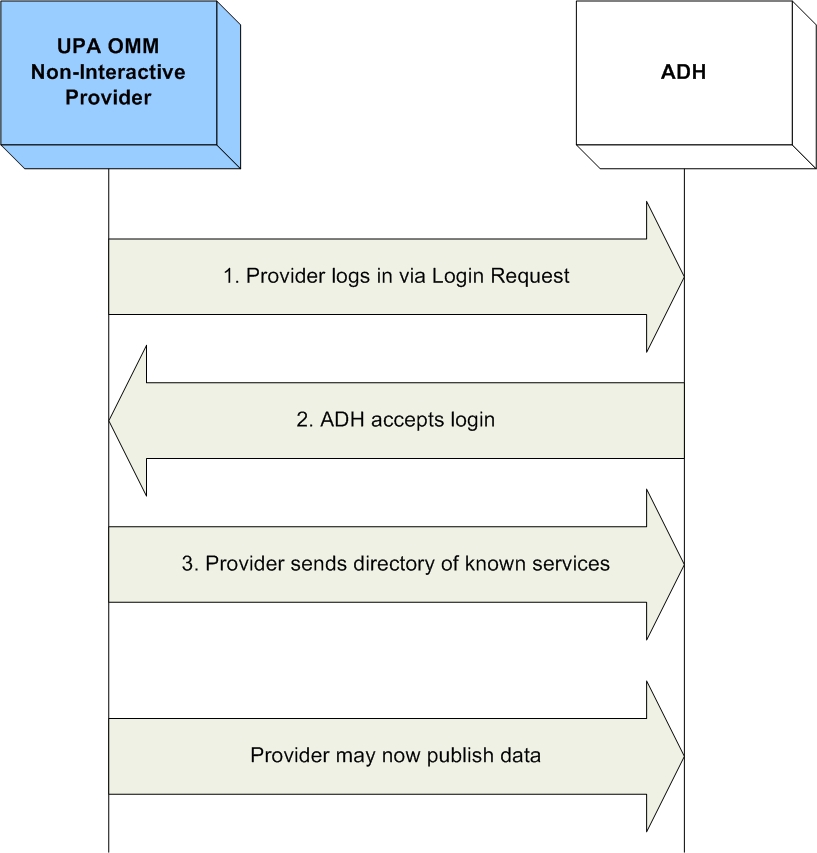 UPA OMM
Non-Interactive
Provider
ADH
1. Provider logs in via Login Request
2. ADH accepts login
3. Provider sends directory of known services
Provider may now publish data